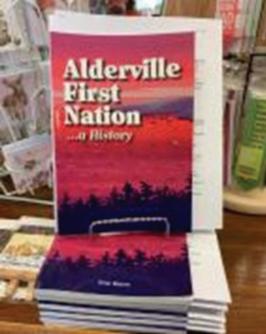 Alderville
First
Nation
...a History